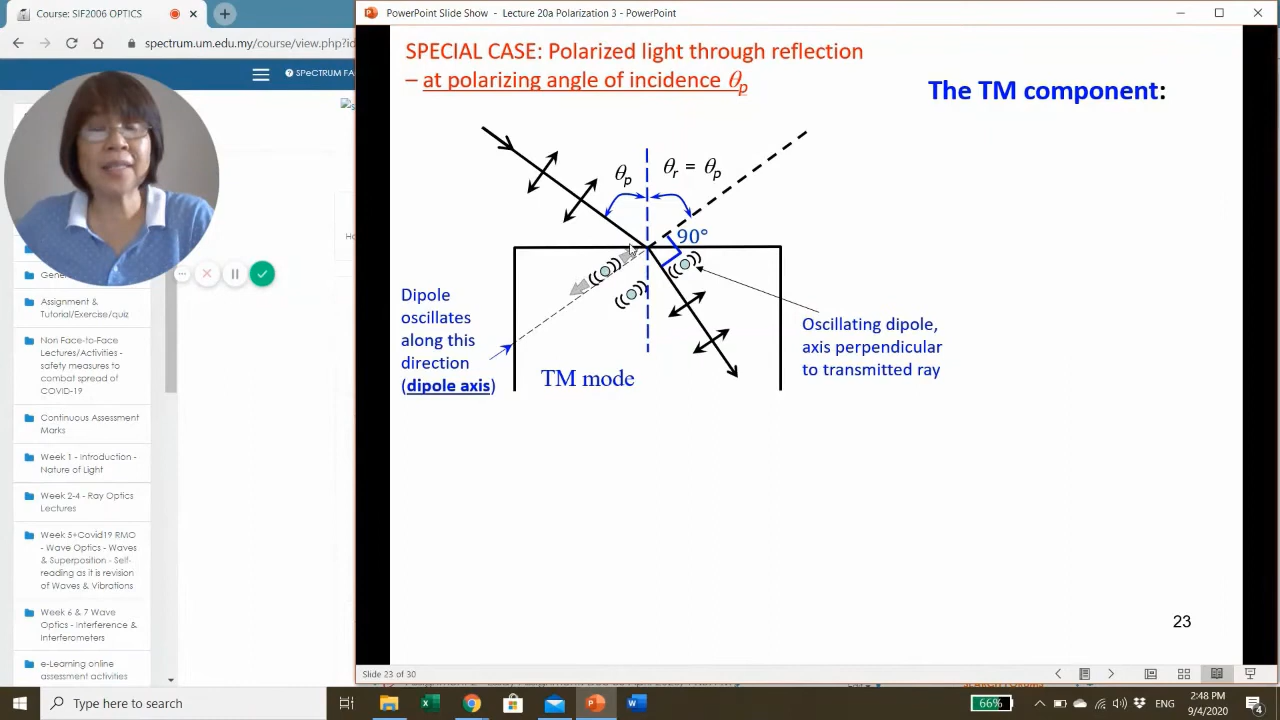 Course: SIF2006 OPTICS
spectrum.um.edu.my/course/view.php?id
SPeCTRUM FA
Gener
Assignment &
Tutorial/Exercise/quiz
Non Face-to-Face
Lectures/Activities -
safety measures to
combat spread of
COVID-19
Continuous Assessment
Marks
Week 1 - Introduction -
Nature of Light
Week 2-4 - Ray Optics
Lectures
Week 5+Covid19 RMO
- Wave Optics - Waves
& Superposition - Self-
reading as it is revision
of Waves & Vibrations
Week 6 & 7 Wave
Optics - Interference &
Interferometers
e-Learning online
assessment activities
PowerPoint Slide Show - Lecture 20a Polarization 3 - PowerPoint
SPECIAL CASE: Polarized light through reflection
– at polarizing angle of incidence θp
The TM component:
θp
θr = θp
90°
Dipole
oscillates
along this
direction
(dipole axis)
TM mode
Oscillating dipole,
axis perpendicular
to transmitted ray
23
Slide 23 of 30
Type here to search
66%
ENG
2:48 PM
9/4/2020
4